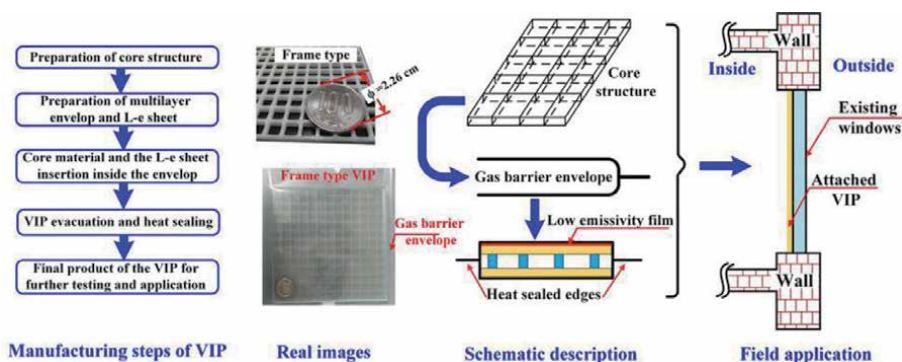 Preparation of core structure
Preparation of multilayer
envelop and L-e sheet
Core material and the L-e sheet
insertion inside the envelop
VIP evacuation and heat sealing
Final product of the VIP for
further testing and application
Manufacturing steps of VIP
Frame type
ϕ =2.26 cm
100
Frame type VIP
Gas barrier
envelope
Real images
Core
structure
Gas barrier envelope
Low emissivity film
Heat sealed edges
Schematic description
Wall
Inside
Outside
Existing
windows
Attached
VIP
Wall
Field application